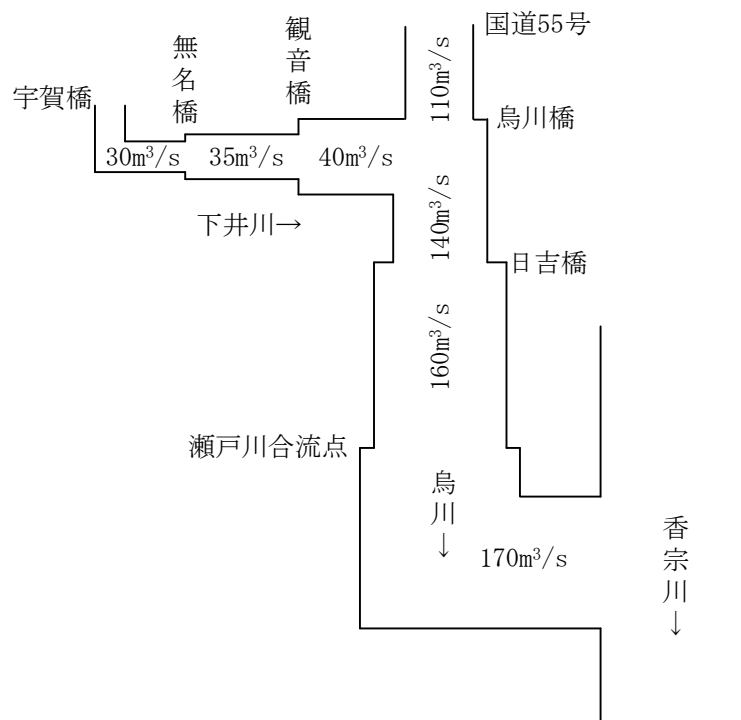 国道55号
観音橋
無名橋
宇賀橋
110m³/s
烏川橋
30m³/s
35m³/s
40m³/s
下井川→
140m³/s
日吉橋
160m³/s
瀬戸川合流点
烏川↓
170m³/s
香宗川↓